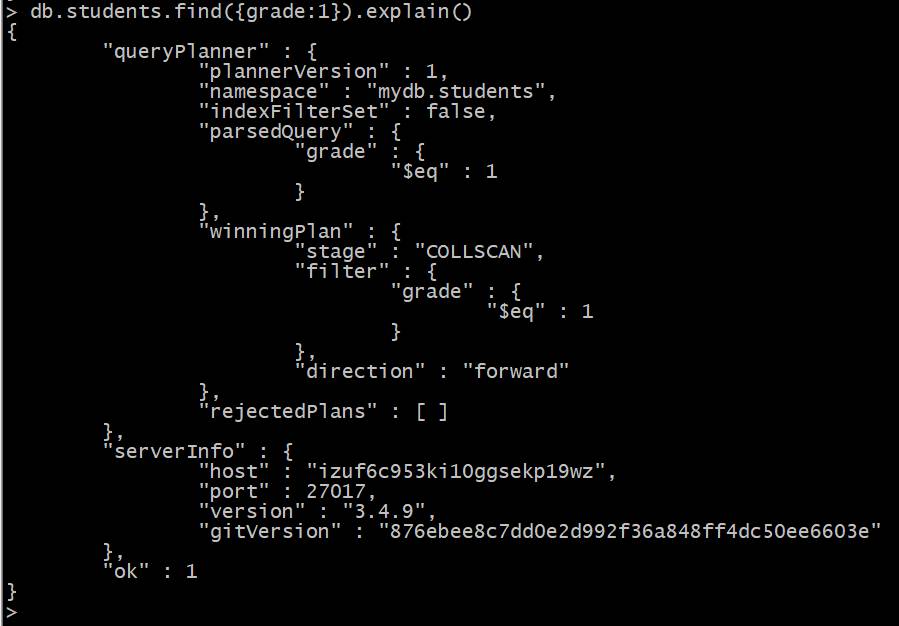 > db.students.find({grade:1}).explain()
{
"queryPlanner" : {
"plannerVersion" : 1,
"namespace" : "mydb.students",
"indexFilterSet" : false,
"parsedQuery" : {
"grade" : {
"$eq" : 1
}
},
"winningPlan" : {
"stage" : "COLLSCAN",
"filter" : {
"grade" : {
"$eq" : 1
}
},
"direction" : "forward"
},
"rejectedPlans" : [ ]
},
"serverInfo" : {
"host" : "izuf6c953ki10ggsekp19wz",
"port" : 27017,
"version" : "3.4.9",
"gitVersion" : "876ebee8c7dd0e2d992f36a848ff4dc50ee6603e"
},
"ok" : 1
}
>